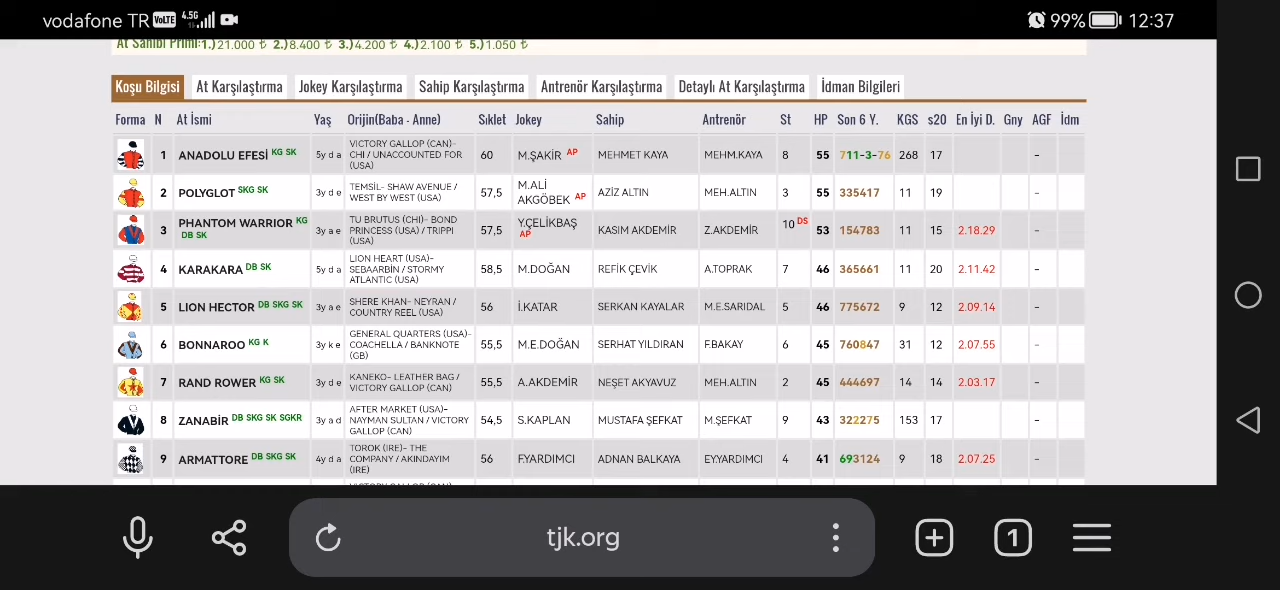 vodafone TR VoLTE 4.5G 99% 12:37
At Sahibi Primi:1.)21.000 ₺ 2.)8.400 ₺ 3.)4.200 ₺ 4.)2.100 ₺ 5.)1.050 ₺
Koşu Bilgisi At Karşılaştırma Jokey Karşılaştırma Sahip Karşılaştırma Antrenör Karşılaştırma Detaylı At Karşılaştırma İdman Bilgileri
Forma N At İsmi Yaş Orijin(Baba - Anne) Sıklet Jokey Sahip Antrenör St HP Son 6 Y. KGS s20 En İyi D. Gny AGF İdm
1 ANADOLU EFESİ KG SK 5y d a VICTORY GALLOP (CAN)- CHI / UNACCOUNTED FOR (USA) 60 M.ŞAKİR AP MEHMET KAYA MEHM.KAYA 8 55 711-3-76 268 17 -
2 POLYGLOT SKG SK 3y d e TEMSİL- SHAW AVENUE / WEST BY WEST (USA) 57,5 M.ALİ AKGÖBEK AP AZİZ ALTIN MEH.ALTIN 3 55 335417 11 19 -
3 PHANTOM WARRIOR KG DB SK 3y a e TU BRUTUS (CHI)- BOND PRINCESS (USA) / TRIPPI (USA) 57,5 Y.ÇELİKBAŞ AP KASIM AKDEMİR Z.AKDEMİR 10 DS 53 154783 11 15 2.18.29 -
4 KARAKARA DB SK 5y d a LION HEART (USA)- SEBAARBİN / STORMY ATLANTIC (USA) 58,5 M.DOĞAN REFİK ÇEVİK A.TOPRAK 7 46 365661 11 20 2.11.42 -
5 LION HECTOR DB SKG SK 3y a e SHERE KHAN- NEYRAN / COUNTRY REEL (USA) 56 İ.KATAR SERKAN KAYALAR M.E.SARIDAL 5 46 775672 9 12 2.09.14 -
6 BONNAROO KG K 3y k e GENERAL QUARTERS (USA)- COACHELLA / BANKNOTE (GB) 55,5 M.E.DOĞAN SERHAT YILDIRAN F.BAKAY 6 45 760847 31 12 2.07.55 -
7 RAND ROWER KG SK 3y d e KANEKO- LEATHER BAG / VICTORY GALLOP (CAN) 55,5 A.AKDEMİR NEŞET AKYAVUZ MEH.ALTIN 2 45 444697 14 14 2.03.17 -
8 ZANABİR DB SKG SK SGKR 3y a d AFTER MARKET (USA)- NAYMAN SULTAN / VICTORY GALLOP (CAN) 54,5 S.KAPLAN MUSTAFA ŞEFKAT M.ŞEFKAT 9 43 322275 153 17 -
9 ARMATTORE DB SKG SK 4y d a TOROK (IRE)- THE COMPANY / AKINDAYIM (IRE) 56 F.YARDIMCI ADNAN BALKAYA EY.YARDIMCI 4 41 693124 9 18 2.07.25 -
tjk.org 1